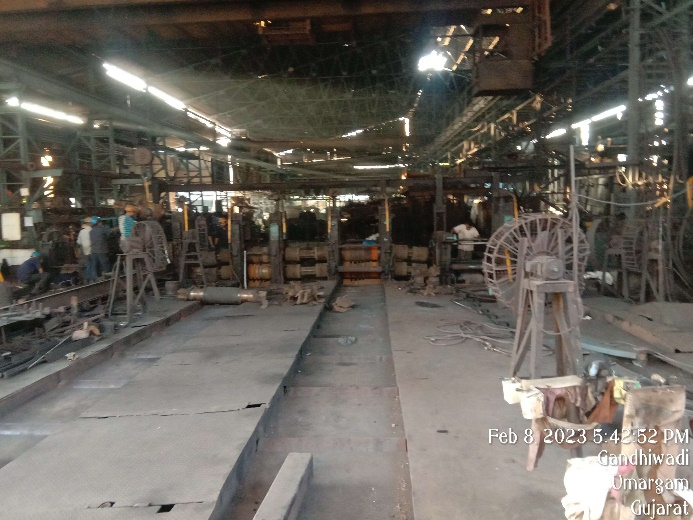 Feb 8, 2023 5:42:52 PM
Gandhiwadi
Umargam
Gujarat